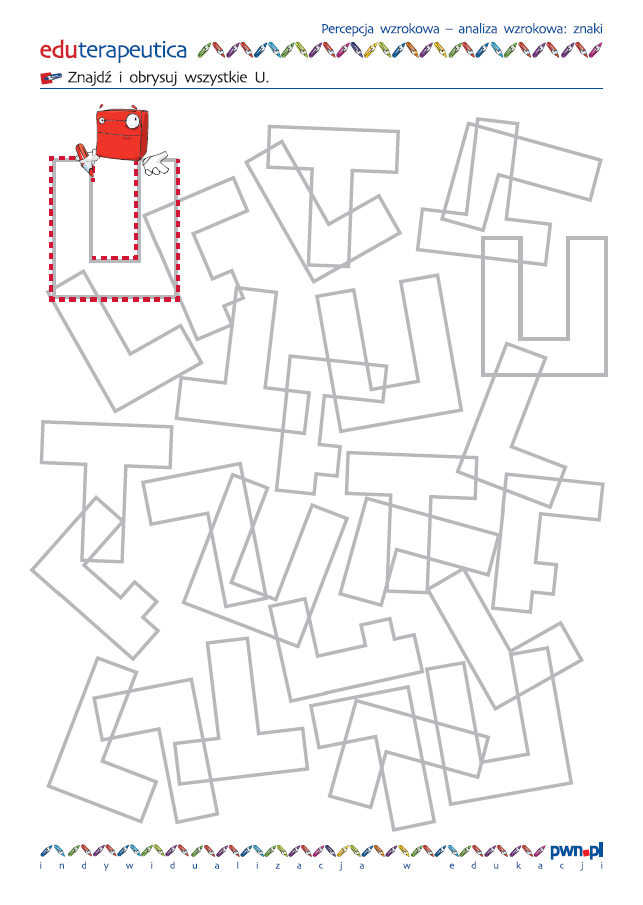 Percepcja wzrokowa – analiza wzrokowa: znaki
eduterapeutica
Znajdź i obrysuj wszystkie U.
pwn.pl
indywidualizacja w edukacji